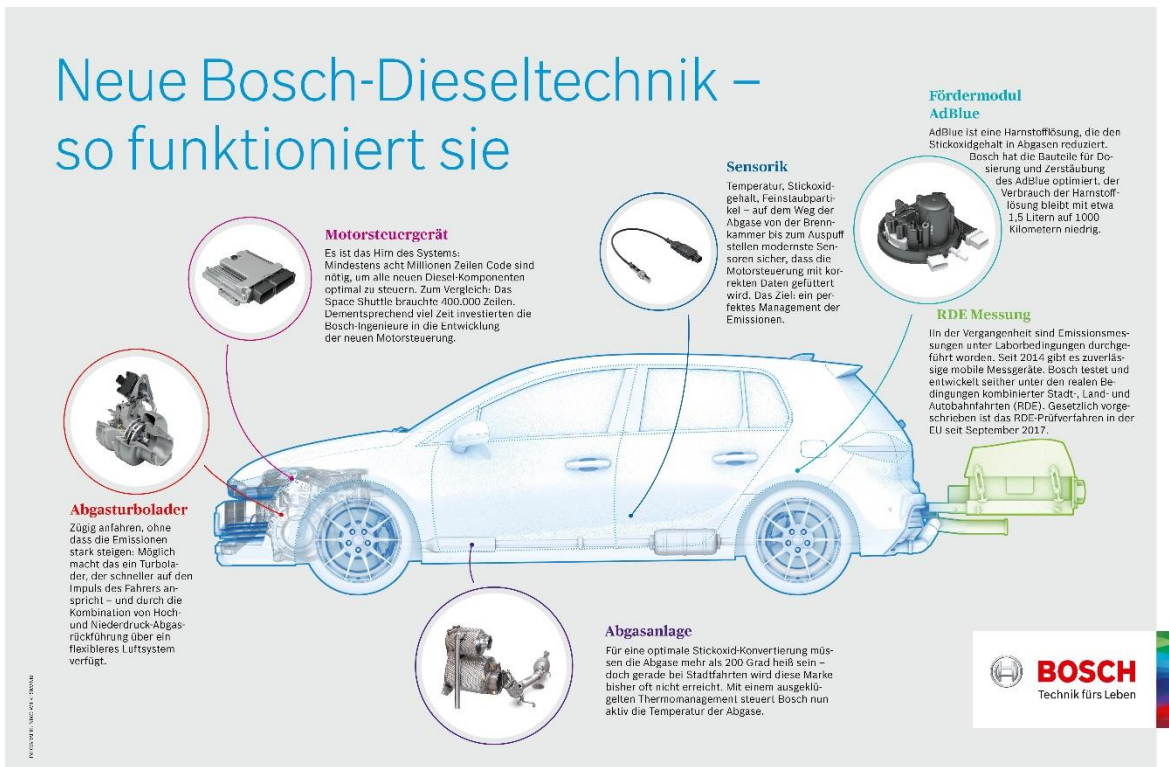 Neue Bosch-Dieseltechnik –
so funktioniert sie
Fördermodul
AdBlue
AdBlue ist eine Harnstofflösung, die den
Stickoxidgehalt in Abgasen reduziert.
Bosch hat die Bauteile für Do-
sierung und Zerstäubung
des AdBlue optimiert, der
Verbrauch der Harnstoff-
lösung bleibt mit etwa
1,5 Litern auf 1000
Kilometern niedrig.
Sensorik
Temperatur, Stickoxid-
gehalt, Feinstaubparti-
kel – auf dem Weg der
Abgase von der Brenn-
kammer bis zum Auspuff
stellen modernste Sen-
soren sicher, dass die
Motorsteuerung mit kor-
rekten Daten gefüttert
wird. Das Ziel: ein per-
fektes Management der
Emissionen.
Motorsteuergerät
Es ist das Hirn des Systems:
Mindestens acht Millionen Zeilen Code sind
nötig, um alle neuen Diesel-Komponenten
optimal zu steuern. Zum Vergleich: Das
Space Shuttle brauchte 400.000 Zeilen.
Dementsprechend viel Zeit investierten die
Bosch-Ingenieure in die Entwicklung
der neuen Motorsteuerung.
RDE Messung
IIn der Vergangenheit sind Emissionsmes-
sungen unter Laborbedingungen durchge-
führt worden. Seit 2014 gibt es zuverläs-
sige mobile Messgeräte. Bosch testet und
entwickelt seither unter den realen Be-
dingungen kombinierter Stadt-, Land- und
Autobahnfahrten (RDE). Gesetzlich vorge-
schrieben ist das RDE-Prüfverfahren in der
EU seit September 2017.
Abgasturbolader
Zügig anfahren, ohne
dass die Emissionen
stark steigen: Möglich
macht das ein Turbola-
der, der schneller auf den
Impuls des Fahrers an-
spricht – und durch die
Kombination von Hoch-
und Niederdruck-Abgas-
rückführung über ein
flexibleres Luftsystem
verfügt.
Abgasanlage
Für eine optimale Stickoxid-Konvertierung müs-
sen die Abgase mehr als 200 Grad heiß sein –
doch gerade bei Stadtfahrten wird diese Marke
bisher oft nicht erreicht. Mit einem ausgeklü-
gelten Thermomanagement steuert Bosch nun
aktiv die Temperatur der Abgase.
BOSCH
Technik fürs Leben